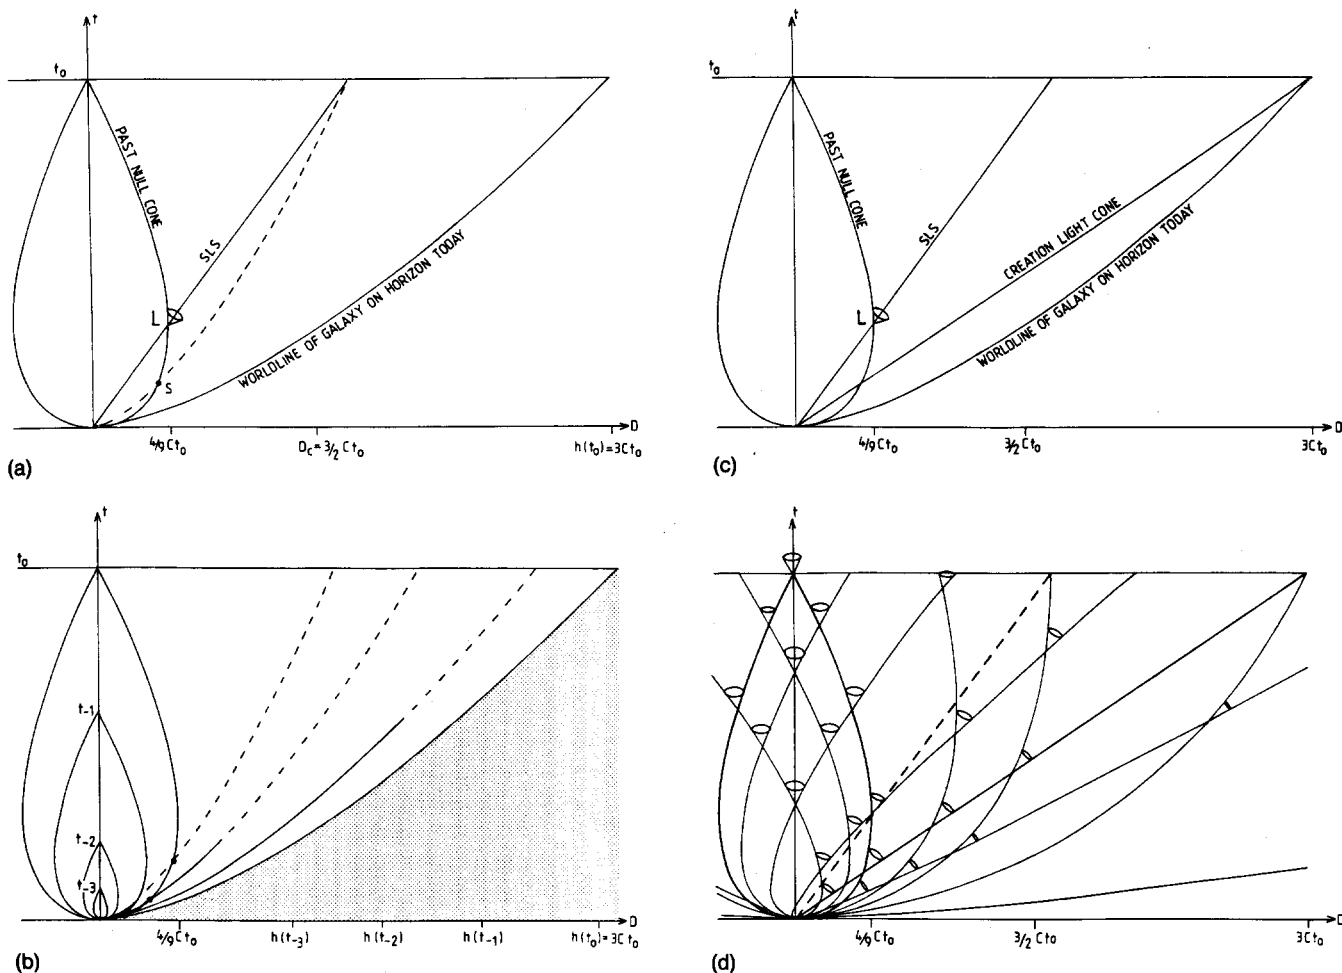 t
t₀
PAST NULL CONE
SLS
L
S
WORLDLINE OF GALAXY ON HORIZON TODAY
D
4/9 Ct₀
D_c = 3/2 Ct₀
h(t₀) = 3Ct₀
(a)
t
t₀
PAST NULL CONE
SLS
CREATION LIGHT CONE
L
WORLDLINE OF GALAXY ON HORIZON TODAY
D
4/9 Ct₀
3/2 Ct₀
3Ct₀
(c)
t
t₀
t₋₁
t₋₂
t₋₃
D
4/9 Ct₀
h(t₋₃)
h(t₋₂)
h(t₋₁)
h(t₀) = 3Ct₀
(b)
t
D
4/9 Ct₀
3/2 Ct₀
3Ct₀
(d)